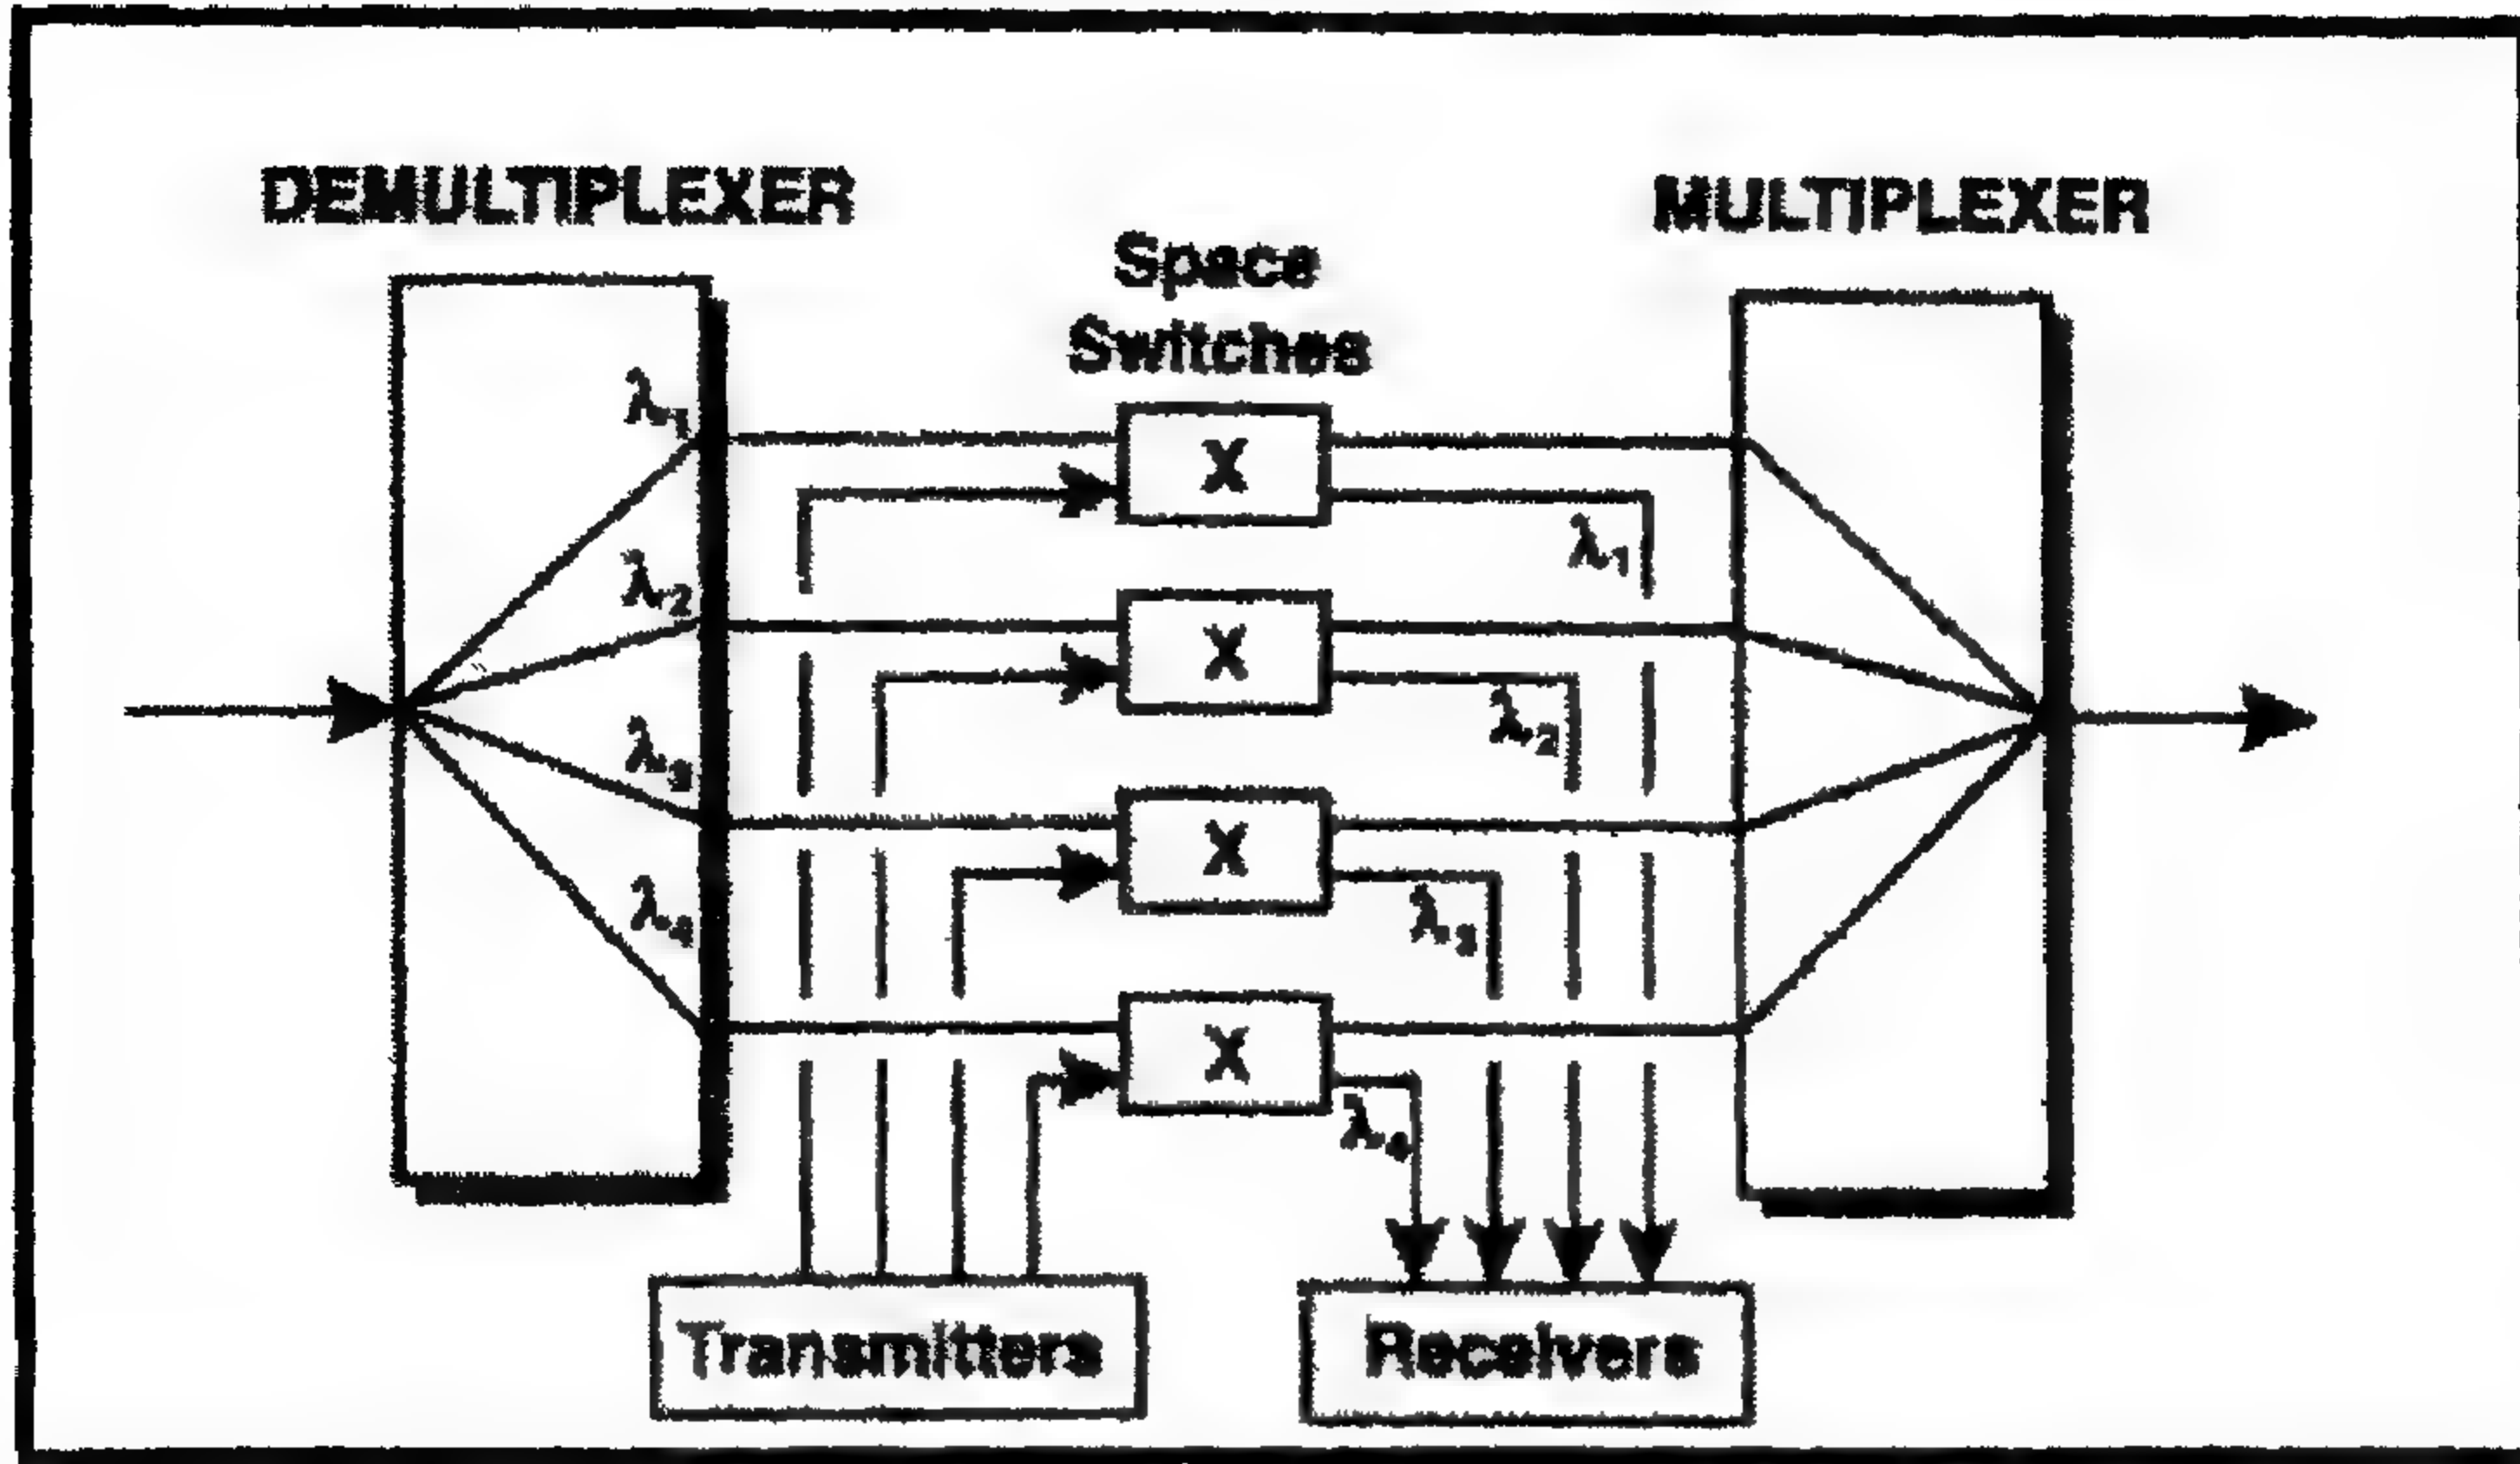 DEMULTIPLEXER
MULTIPLEXER
Space
Switches
λ1
X
λ1
λ2
X
λ2
λ3
X
λ3
λ4
X
λ4
Transmitters
Receivers